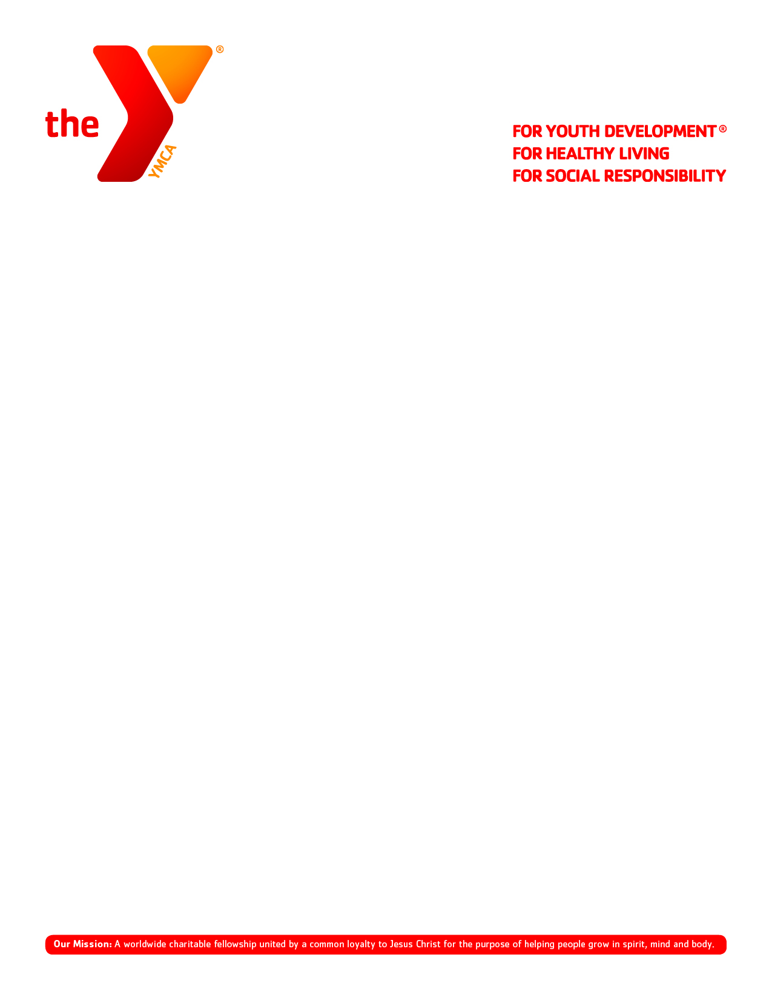 the
YMCA
®
FOR YOUTH DEVELOPMENT®
FOR HEALTHY LIVING
FOR SOCIAL RESPONSIBILITY
Our Mission: A worldwide charitable fellowship united by a common loyalty to Jesus Christ for the purpose of helping people grow in spirit, mind and body.